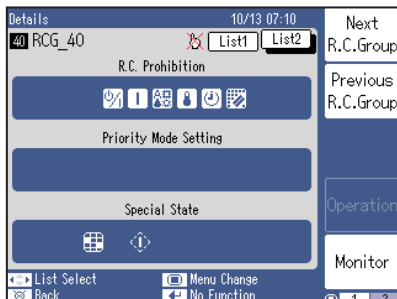 Details 10/13 07:10
40 RCG_40 List1 List2
R.C. Prohibition
Priority Mode Setting
Special State
List Select Menu Change
Back No Function
Next
R.C.Group
Previous
R.C.Group
Operation
Monitor
1 2